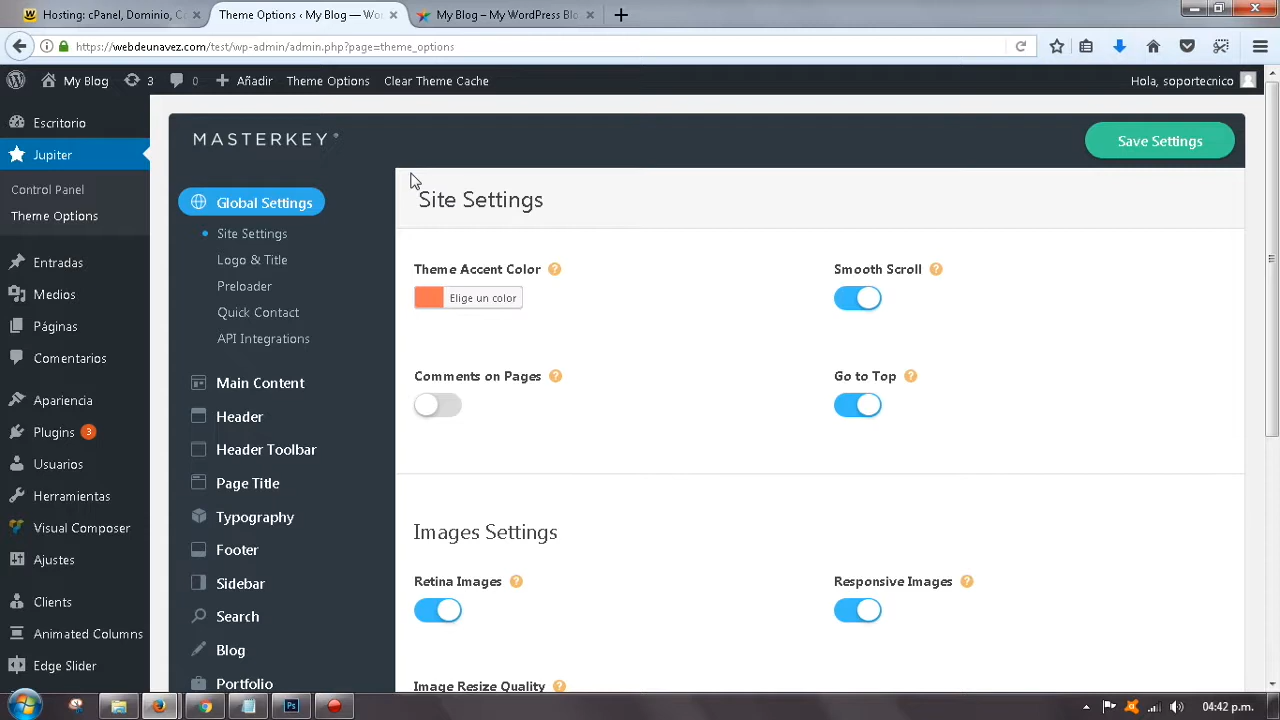 Hosting: cPanel, Dominio, C
Theme Options ‹ My Blog — Wo
My Blog – My WordPress Blo
https://webdeunavez.com/test/wp-admin/admin.php?page=theme_options
My Blog
3
0
Añadir
Theme Options
Clear Theme Cache
Hola, soportecnico
Escritorio
Jupiter
Control Panel
Theme Options
Entradas
Medios
Páginas
Comentarios
Apariencia
Plugins 3
Usuarios
Herramientas
Visual Composer
Ajustes
Clients
Animated Columns
Edge Slider
MASTERKEY
Save Settings
Global Settings
Site Settings
Logo & Title
Preloader
Quick Contact
API Integrations
Main Content
Header
Header Toolbar
Page Title
Typography
Footer
Sidebar
Search
Blog
Portfolio
Site Settings
Theme Accent Color ?
Elige un color
Smooth Scroll ?
Comments on Pages ?
Go to Top ?
Images Settings
Retina Images ?
Responsive Images ?
Image Resize Quality ?
Ps
04:42 p.m.